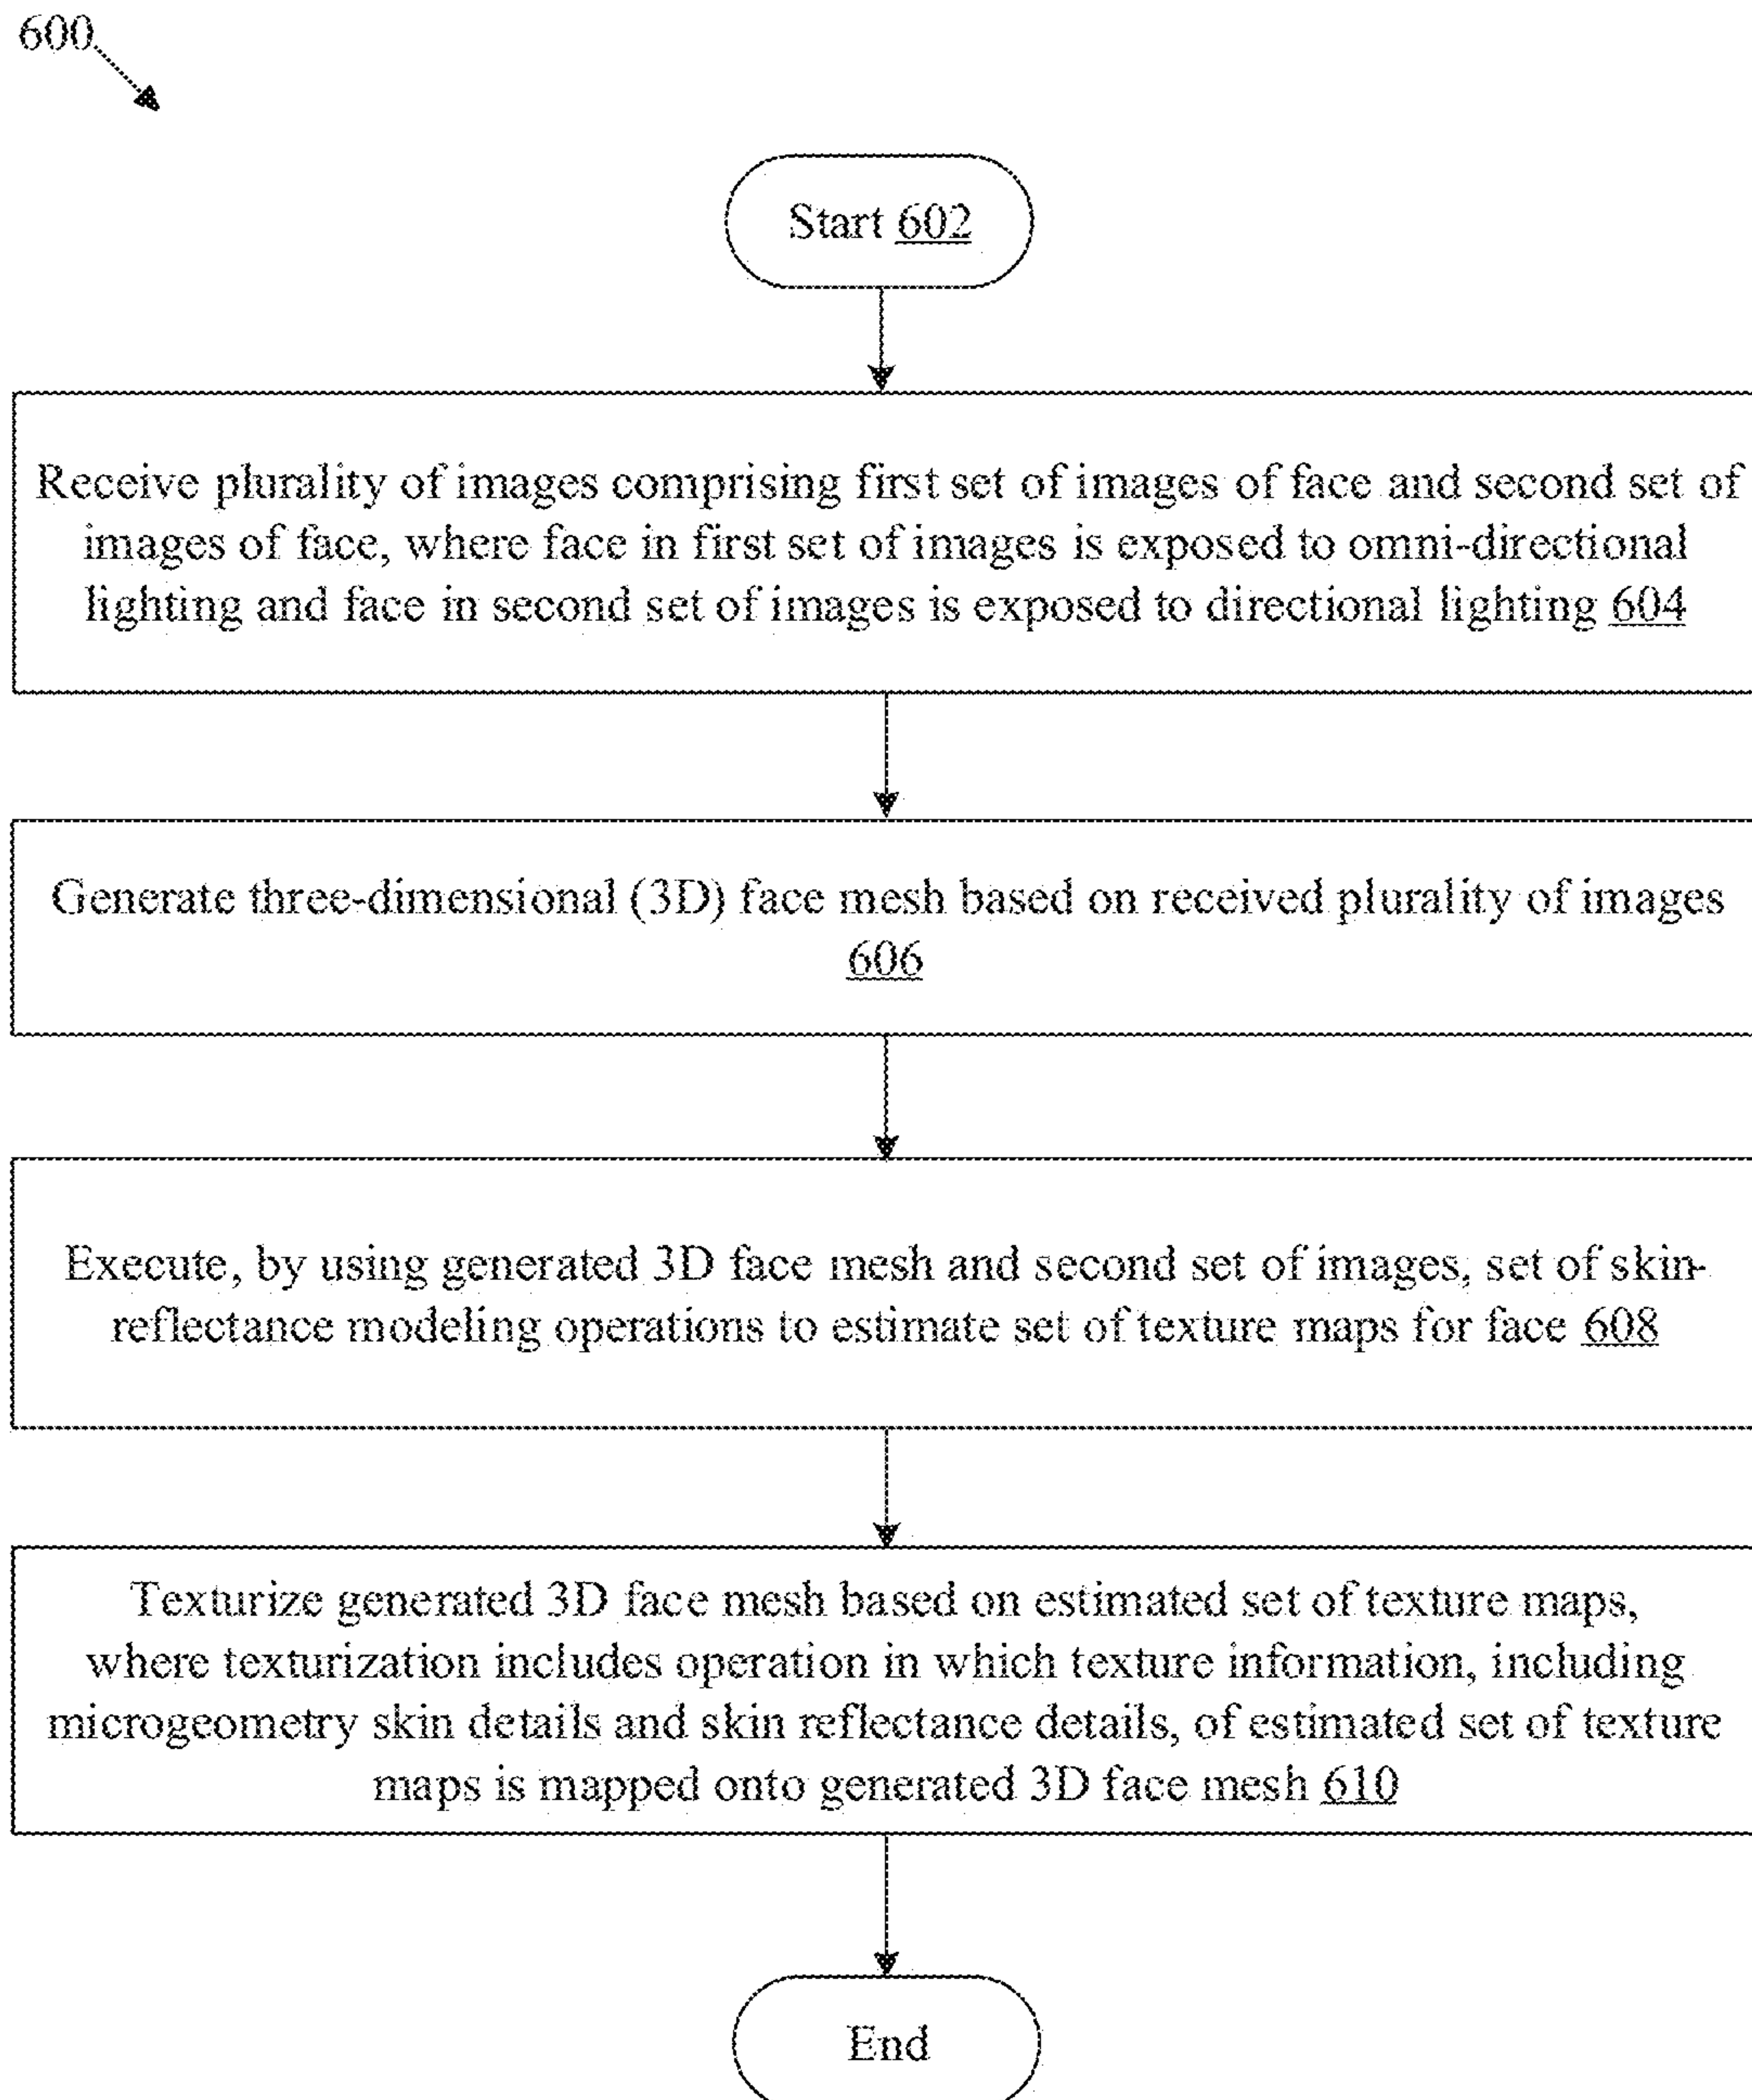 600
Start 602
Receive plurality of images comprising first set of images of face and second set of
images of face, where face in first set of images is exposed to omni-directional
lighting and face in second set of images is exposed to directional lighting 604
Generate three-dimensional (3D) face mesh based on received plurality of images
606
Execute, by using generated 3D face mesh and second set of images, set of skin-
reflectance modeling operations to estimate set of texture maps for face 608
Texturize generated 3D face mesh based on estimated set of texture maps,
where texturization includes operation in which texture information, including
microgeometry skin details and skin reflectance details, of estimated set of texture
maps is mapped onto generated 3D face mesh 610
End